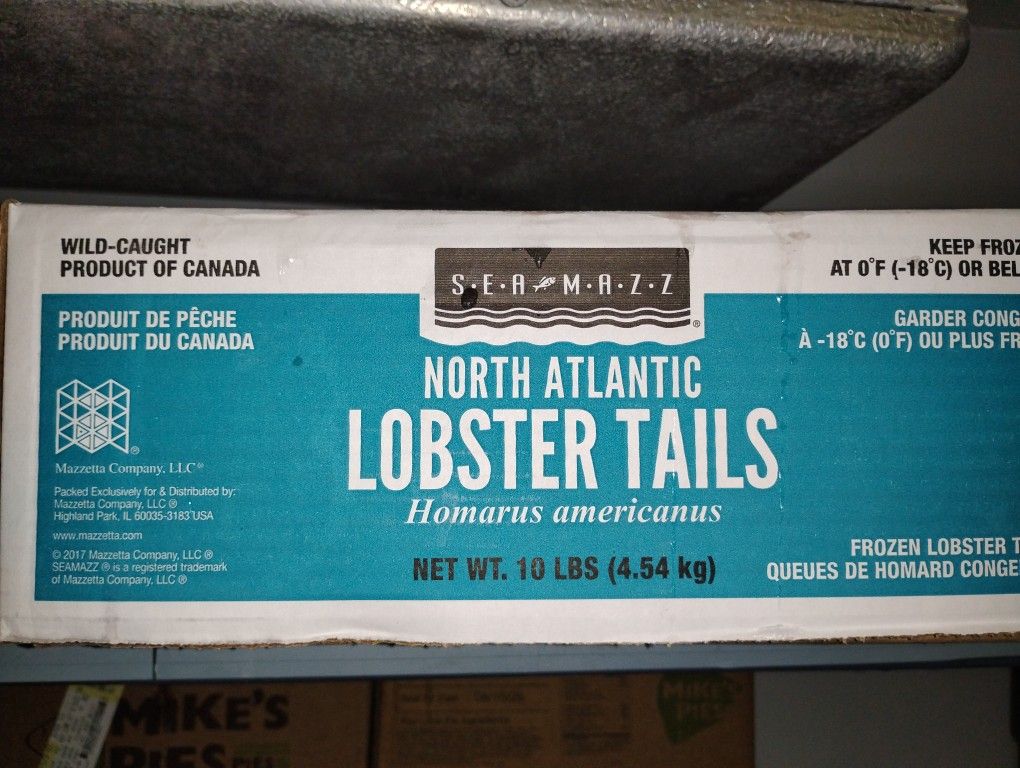 WILD-CAUGHT
PRODUCT OF CANADA
PRODUIT DE PÊCHE
PRODUIT DU CANADA
Mazzetta Company, LLC®
Packed Exclusively for & Distributed by:
Mazzetta Company, LLC ®
Highland Park, IL 60035-3183 USA
www.mazzetta.com
© 2017 Mazzetta Company, LLC ®
SEAMAZZ ® is a registered trademark
of Mazzetta Company, LLC ®
S·E·A M·A·Z·Z
®
NORTH ATLANTIC
LOBSTER TAILS
Homarus americanus
NET WT. 10 LBS (4.54 kg)
KEEP FROZ
AT 0°F (-18°C) OR BEL
GARDER CONG
À -18°C (0°F) OU PLUS FR
FROZEN LOBSTER T
QUEUES DE HOMARD CONGE
MIKE'S
PIES
MIKE'S
PIES